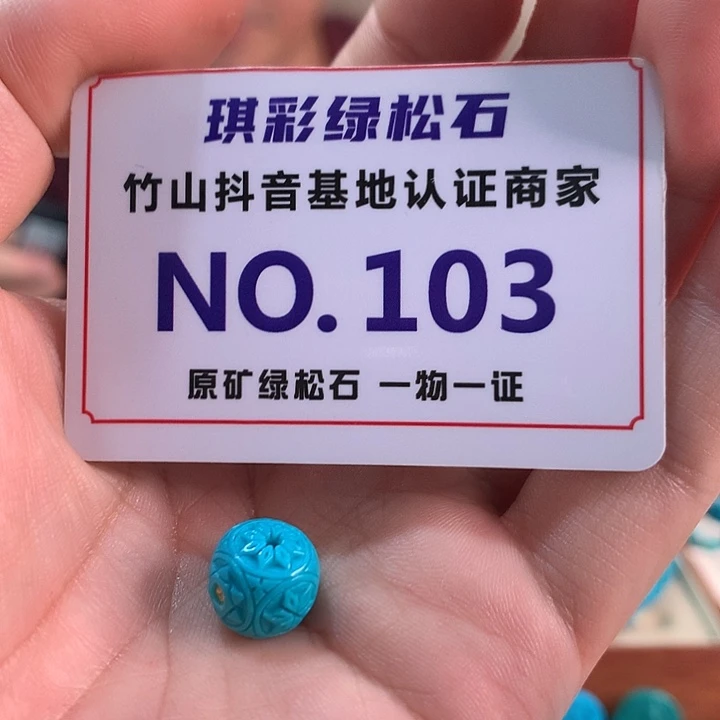 琪彩绿松石
竹山抖音基地认证商家
NO.103
原矿绿松石 一物一证